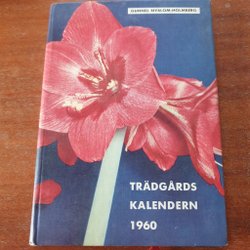 GUNNEL NYBLOM-HOLMBERG
TRÄDGÅRDS
KALENDERN
1960